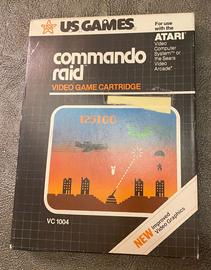 US GAMES
For use
with the
ATARI®
Video
Computer
System™ or
the Sears
Video
Arcade®
commando
raid
VIDEO GAME CARTRIDGE
125100
VC 1004
NEW Improved
Video Graphics